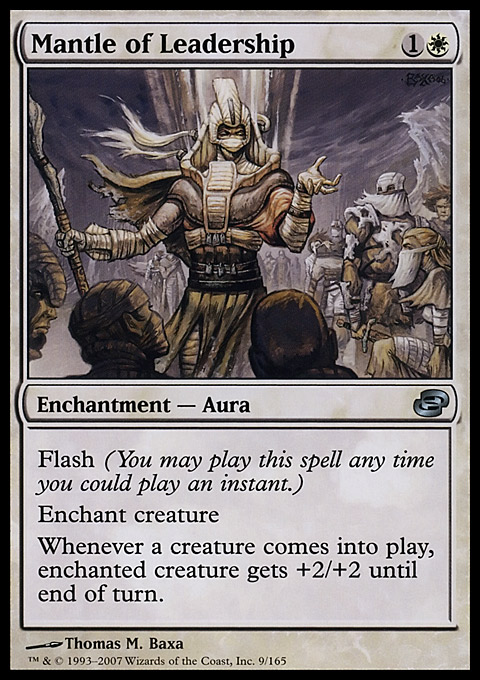 Mantle of Leadership 1
Enchantment — Aura
Flash (You may play this spell any time
you could play an instant.)
Enchant creature
Whenever a creature comes into play,
enchanted creature gets +2/+2 until
end of turn.
Thomas M. Baxa
™ & © 1993–2007 Wizards of the Coast, Inc. 9/165